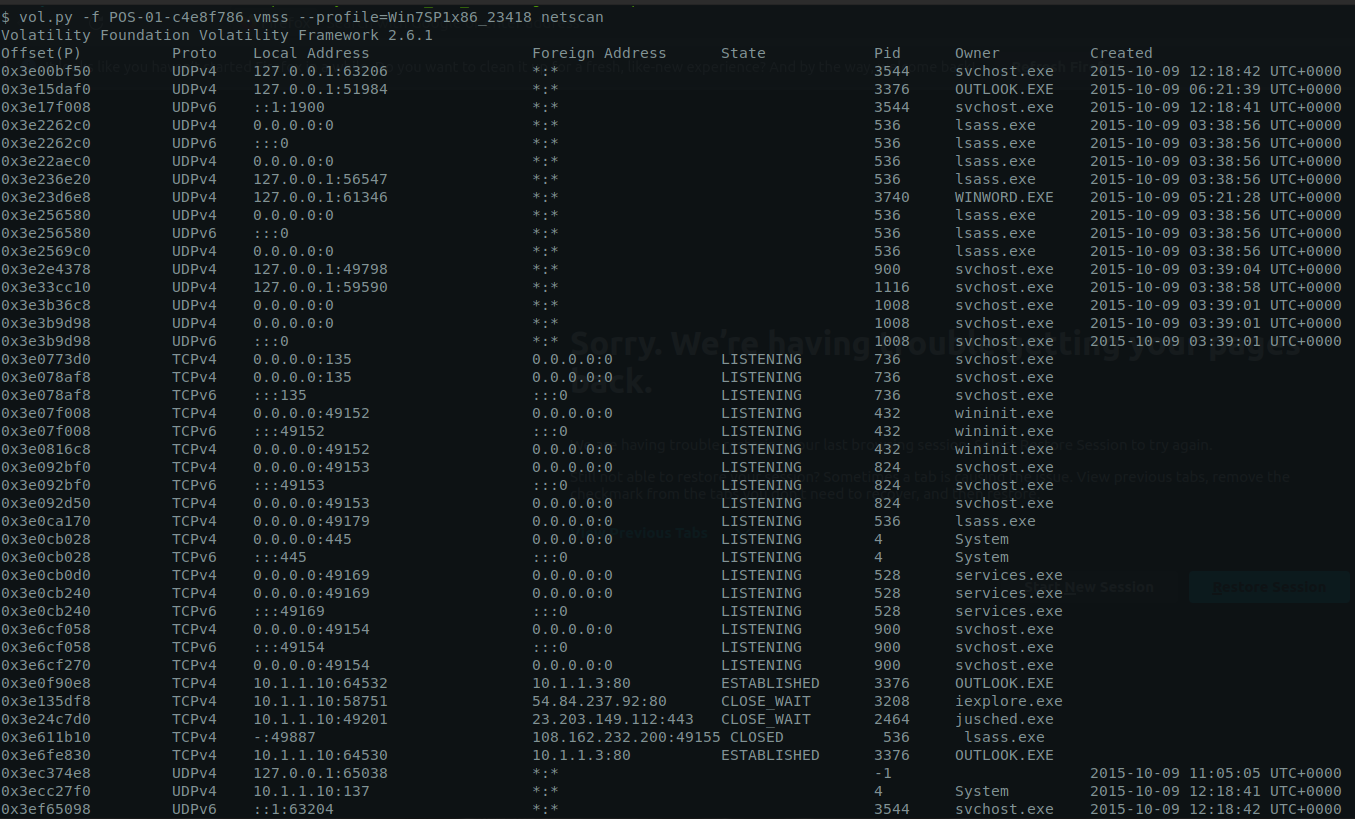 $ vol.py -f POS-01-c4e8f786.vmss --profile=Win7SP1x86_23418 netscan
Volatility Foundation Volatility Framework 2.6.1
Offset(P) Proto Local Address Foreign Address State Pid Owner Created
0x3e00bf50 UDPv4 127.0.0.1:63206 *:* 3544 svchost.exe 2015-10-09 12:18:42 UTC+0000
0x3e15daf0 UDPv4 127.0.0.1:51984 *:* 3376 OUTLOOK.EXE 2015-10-09 06:21:39 UTC+0000
0x3e17f008 UDPv6 ::1:1900 *:* 3544 svchost.exe 2015-10-09 12:18:41 UTC+0000
0x3e2262c0 UDPv4 0.0.0.0:0 *:* 536 lsass.exe 2015-10-09 03:38:56 UTC+0000
0x3e2262c0 UDPv6 :::0 *:* 536 lsass.exe 2015-10-09 03:38:56 UTC+0000
0x3e22aec0 UDPv4 0.0.0.0:0 *:* 536 lsass.exe 2015-10-09 03:38:56 UTC+0000
0x3e236e20 UDPv4 127.0.0.1:56547 *:* 536 lsass.exe 2015-10-09 03:38:56 UTC+0000
0x3e23d6e8 UDPv4 127.0.0.1:61346 *:* 3740 WINWORD.EXE 2015-10-09 05:21:28 UTC+0000
0x3e256580 UDPv4 0.0.0.0:0 *:* 536 lsass.exe 2015-10-09 03:38:56 UTC+0000
0x3e256580 UDPv6 :::0 *:* 536 lsass.exe 2015-10-09 03:38:56 UTC+0000
0x3e2569c0 UDPv4 0.0.0.0:0 *:* 536 lsass.exe 2015-10-09 03:38:56 UTC+0000
0x3e2e4378 UDPv4 127.0.0.1:49798 *:* 900 svchost.exe 2015-10-09 03:39:04 UTC+0000
0x3e33cc10 UDPv4 127.0.0.1:59590 *:* 1116 svchost.exe 2015-10-09 03:38:58 UTC+0000
0x3e3b36c8 UDPv4 0.0.0.0:0 *:* 1008 svchost.exe 2015-10-09 03:39:01 UTC+0000
0x3e3b9d98 UDPv4 0.0.0.0:0 *:* 1008 svchost.exe 2015-10-09 03:39:01 UTC+0000
0x3e3b9d98 UDPv6 :::0 *:* 1008 svchost.exe 2015-10-09 03:39:01 UTC+0000
0x3e0773d0 TCPv4 0.0.0.0:135 0.0.0.0:0 LISTENING 736 svchost.exe
0x3e078af8 TCPv4 0.0.0.0:135 0.0.0.0:0 LISTENING 736 svchost.exe
0x3e078af8 TCPv6 :::135 :::0 LISTENING 736 svchost.exe
0x3e07f008 TCPv4 0.0.0.0:49152 0.0.0.0:0 LISTENING 432 wininit.exe
0x3e07f008 TCPv6 :::49152 :::0 LISTENING 432 wininit.exe
0x3e0816c8 TCPv4 0.0.0.0:49152 0.0.0.0:0 LISTENING 432 wininit.exe
0x3e092bf0 TCPv4 0.0.0.0:49153 0.0.0.0:0 LISTENING 824 svchost.exe
0x3e092bf0 TCPv6 :::49153 :::0 LISTENING 824 svchost.exe
0x3e092d50 TCPv4 0.0.0.0:49153 0.0.0.0:0 LISTENING 824 svchost.exe
0x3e0ca170 TCPv4 0.0.0.0:49179 0.0.0.0:0 LISTENING 536 lsass.exe
0x3e0cb028 TCPv4 0.0.0.0:445 0.0.0.0:0 LISTENING 4 System
0x3e0cb028 TCPv6 :::445 :::0 LISTENING 4 System
0x3e0cb0d0 TCPv4 0.0.0.0:49169 0.0.0.0:0 LISTENING 528 services.exe
0x3e0cb240 TCPv4 0.0.0.0:49169 0.0.0.0:0 LISTENING 528 services.exe
0x3e0cb240 TCPv6 :::49169 :::0 LISTENING 528 services.exe
0x3e6cf058 TCPv4 0.0.0.0:49154 0.0.0.0:0 LISTENING 900 svchost.exe
0x3e6cf058 TCPv6 :::49154 :::0 LISTENING 900 svchost.exe
0x3e6cf270 TCPv4 0.0.0.0:49154 0.0.0.0:0 LISTENING 900 svchost.exe
0x3e0f90e8 TCPv4 10.1.1.10:64532 10.1.1.3:80 ESTABLISHED 3376 OUTLOOK.EXE
0x3e135df8 TCPv4 10.1.1.10:58751 54.84.237.92:80 CLOSE_WAIT 3208 iexplore.exe
0x3e24c7d0 TCPv4 10.1.1.10:49201 23.203.149.112:443 CLOSE_WAIT 2464 jusched.exe
0x3e611b10 TCPv4 -:49887 108.162.232.200:49155 CLOSED 536 lsass.exe
0x3e6fe830 TCPv4 10.1.1.10:64530 10.1.1.3:80 ESTABLISHED 3376 OUTLOOK.EXE
0x3ec374e8 UDPv4 127.0.0.1:65038 *:* -1 2015-10-09 11:05:05 UTC+0000
0x3ecc27f0 UDPv4 10.1.1.10:137 *:* 4 System 2015-10-09 12:18:41 UTC+0000
0x3ef65098 UDPv6 ::1:63204 *:* 3544 svchost.exe 2015-10-09 12:18:42 UTC+0000